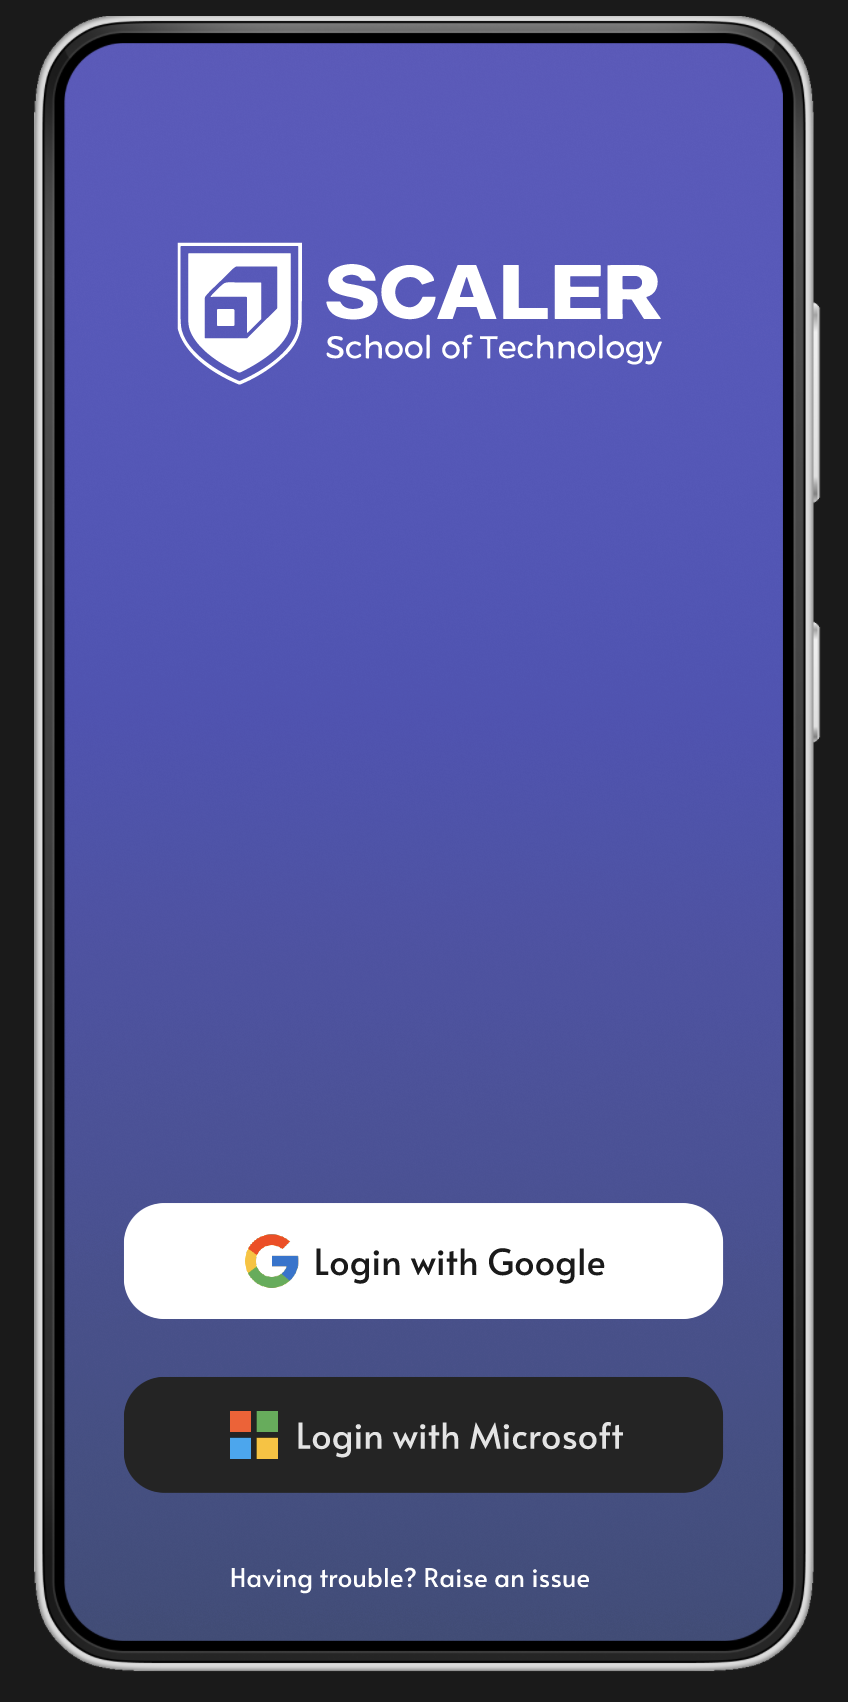 SCALER
School of Technology
Login with Google
Login with Microsoft
Having trouble? Raise an issue